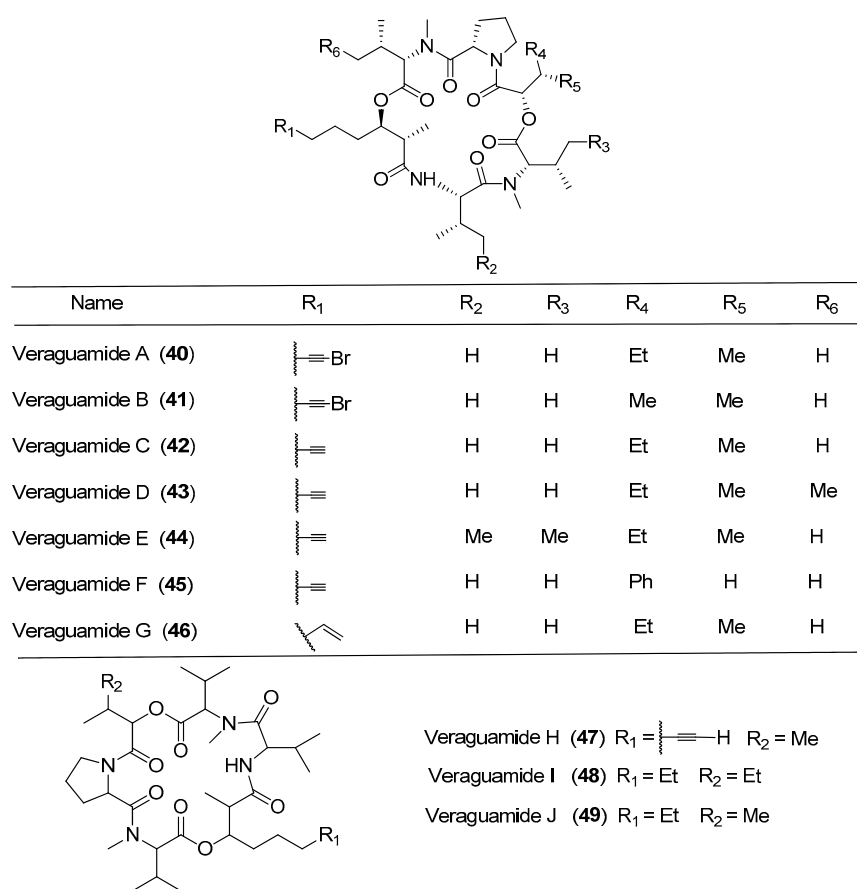 R6 N O N R4 R5
O O O O
R1 O O R3
O NH O N
R2
Name R1 R2 R3 R4 R5 R6
Veraguamide A (40) Br H H Et Me H
Veraguamide B (41) Br H H Me Me H
Veraguamide C (42) H H Et Me H
Veraguamide D (43) H H Et Me Me
Veraguamide E (44) Me Me Et Me H
Veraguamide F (45) H H Ph H H
Veraguamide G (46) H H Et Me H
R2
O O N O
O O HN
N O O O
N O R1
Veraguamide H (47) R1 = H R2 = Me
Veraguamide I (48) R1 = Et R2 = Et
Veraguamide J (49) R1 = Et R2 = Me